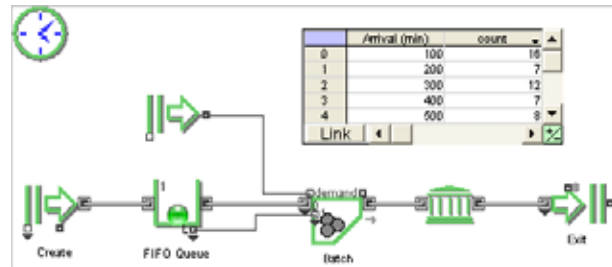 Arrival (min) count
0 100 16
1 200 7
2 300 12
3 400 7
4 500 8
Link
1
demand
Create
FIFO Queue
Batch
Exit